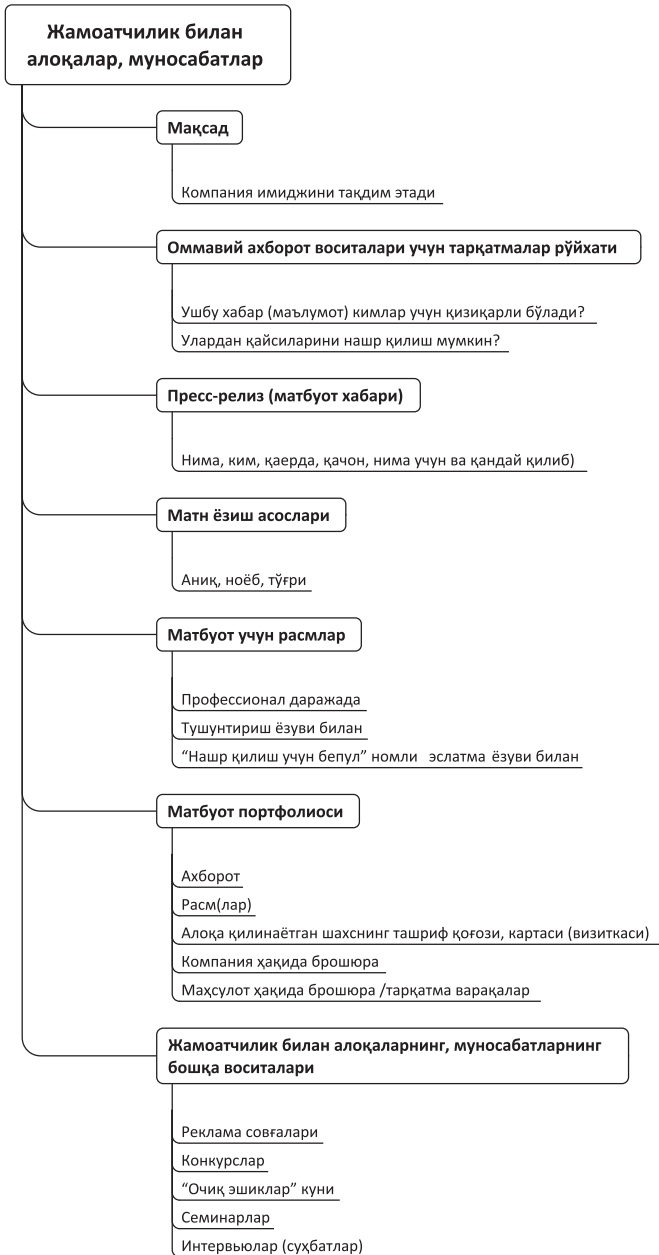 Жамоатчилик билан
алоқалар, муносабатлар
Мақсад
Компания имиджини тақдим этади
Оммавий ахборот воситалари учун тарқатмалар рўйхати
Ушбу хабар (маълумот) кимлар учун қизиқарли бўлади?
Улардан қайсиларини нашр қилиш мумкин?
Пресс-релиз (матбуот хабари)
Нима, ким, қаерда, қачон, нима учун ва қандай қилиб)
Матн ёзиш асослари
Аниқ, ноёб, тўғри
Матбуот учун расмлар
Профессионал даражада
Тушунтириш ёзуви билан
“Нашр қилиш учун бепул” номли эслатма ёзуви билан
Матбуот портфолиоси
Ахборот
Расм(лар)
Алоқа қилинаётган шахснинг ташриф қоғози, картаси (визиткаси)
Компания ҳақида брошюра
Маҳсулот ҳақида брошюра /тарқатма варақалар
Жамоатчилик билан алоқаларнинг, муносабатларнинг
бошқа воситалари
Реклама совғалари
Конкурслар
“Очиқ эшиклар” куни
Семинарлар
Интервьюлар (суҳбатлар)